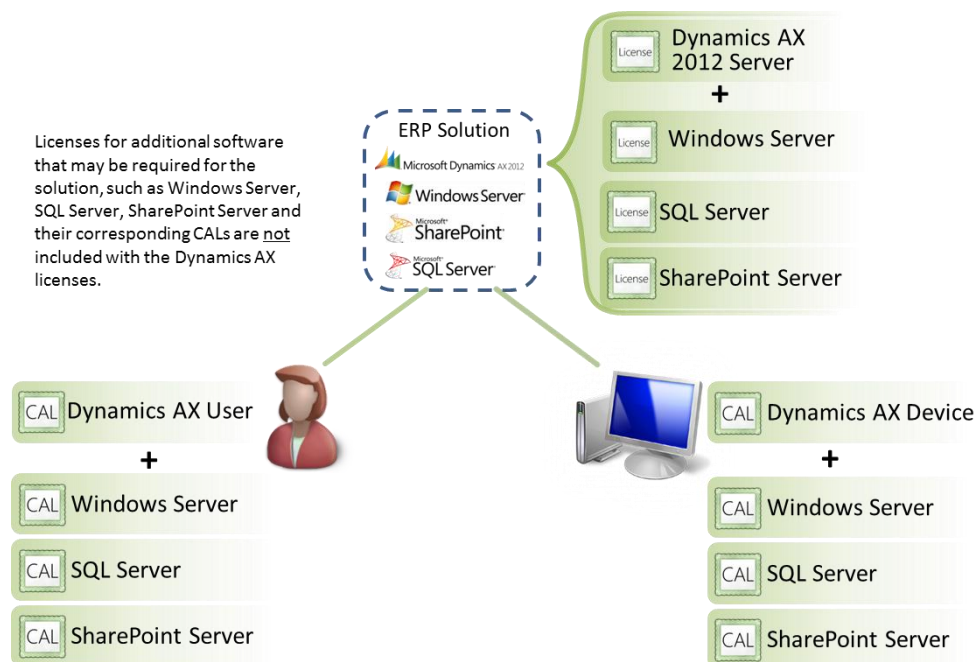 Licenses for additional software
that may be required for the
solution, such as Windows Server,
SQL Server, SharePoint Server and
their corresponding CALs are not
included with the Dynamics AX
licenses.
ERP Solution
Microsoft Dynamics AX 2012
Windows Server
Microsoft
SharePoint
Microsoft
SQL Server
License
Dynamics AX
2012 Server
+
License
Windows Server
License
SQL Server
License
SharePoint Server
CAL
Dynamics AX User
+
CAL
Windows Server
CAL
SQL Server
CAL
SharePoint Server
CAL
Dynamics AX Device
+
CAL
Windows Server
CAL
SQL Server
CAL
SharePoint Server